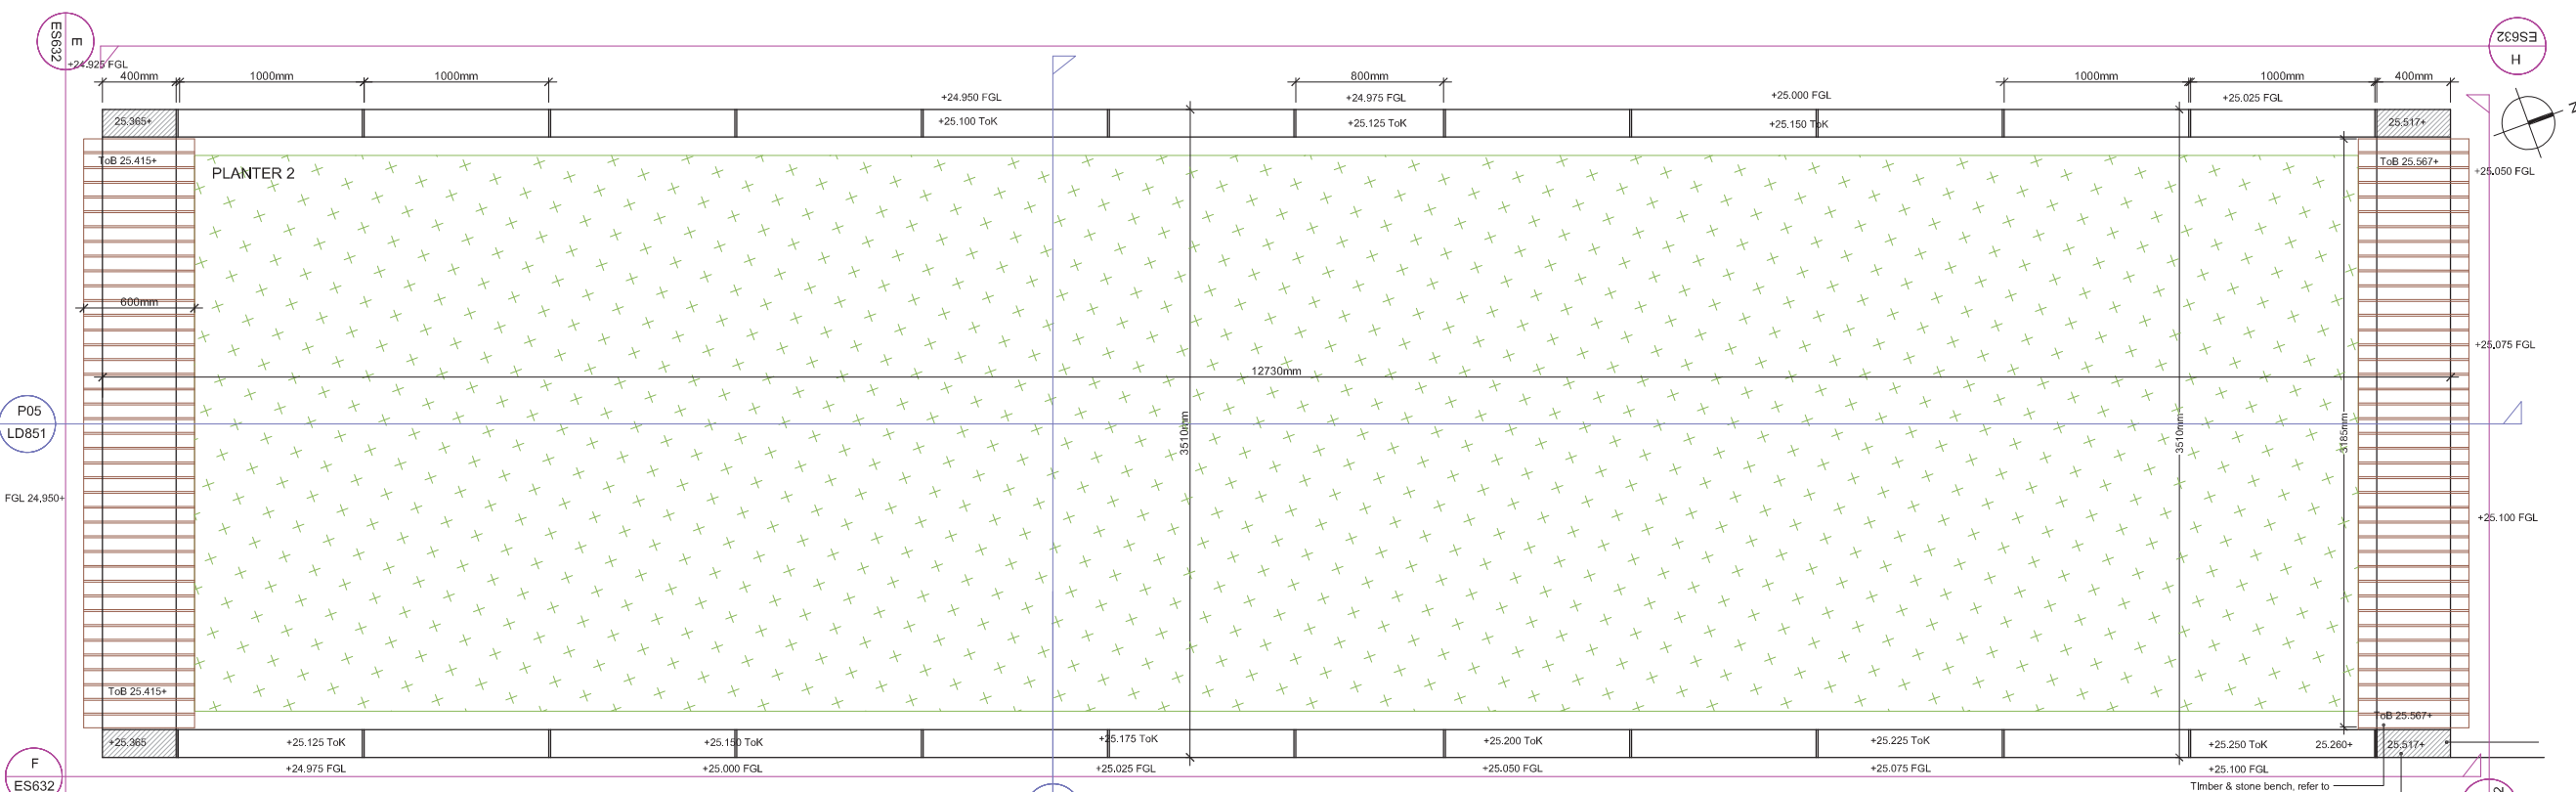 E
ES632
ES632
H
+24.925 FGL
400mm
1000mm
1000mm
800mm
1000mm
1000mm
400mm
+24.950 FGL
+24.975 FGL
+25.000 FGL
+25.025 FGL
25.365+
+25.100 ToK
+25.125 ToK
+25.150 ToK
25.517+
ToB 25.415+
ToB 25.567+
PLANTER 2
+25.050 FGL
600mm
+25.075 FGL
12730mm
P05
LD851
3510mm
3510mm
3185mm
FGL 24.950+
+25.100 FGL
ToB 25.415+
ToB 25.567+
+25.365
+25.125 ToK
+25.150 ToK
+25.175 ToK
+25.200 ToK
+25.225 ToK
+25.250 ToK
25.260+
25.517+
F
ES632
+24.975 FGL
+25.000 FGL
+25.025 FGL
+25.050 FGL
+25.075 FGL
+25.100 FGL
Timber & stone bench, refer to